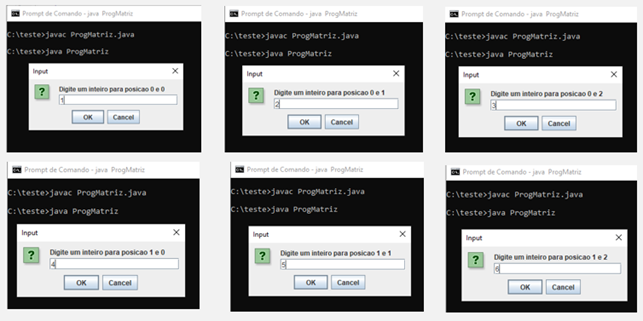 Prompt de Comando - java ProgMatriz
C:\teste>javac ProgMatriz.java
C:\teste>java ProgMatriz
Input
Digite um inteiro para posicao 0 e 0
1
OK Cancel
Prompt de Comando - java ProgMatriz
C:\teste>javac ProgMatriz.java
C:\teste>java ProgMatriz
Input
Digite um inteiro para posicao 0 e 1
2
OK Cancel
Prompt de Comando - java ProgMatriz
C:\teste>javac ProgMatriz.java
C:\teste>java ProgMatriz
Input
Digite um inteiro para posicao 0 e 2
3
OK Cancel
Prompt de Comando - java ProgMatriz
C:\teste>javac ProgMatriz.java
C:\teste>java ProgMatriz
Input
Digite um inteiro para posicao 1 e 0
4
OK Cancel
Prompt de Comando - java ProgMatriz
C:\teste>javac ProgMatriz.java
C:\teste>java ProgMatriz
Input
Digite um inteiro para posicao 1 e 1
5
OK Cancel
Prompt de Comando - java ProgMatriz
C:\teste>javac ProgMatriz.java
C:\teste>java ProgMatriz
Input
Digite um inteiro para posicao 1 e 2
6
OK Cancel